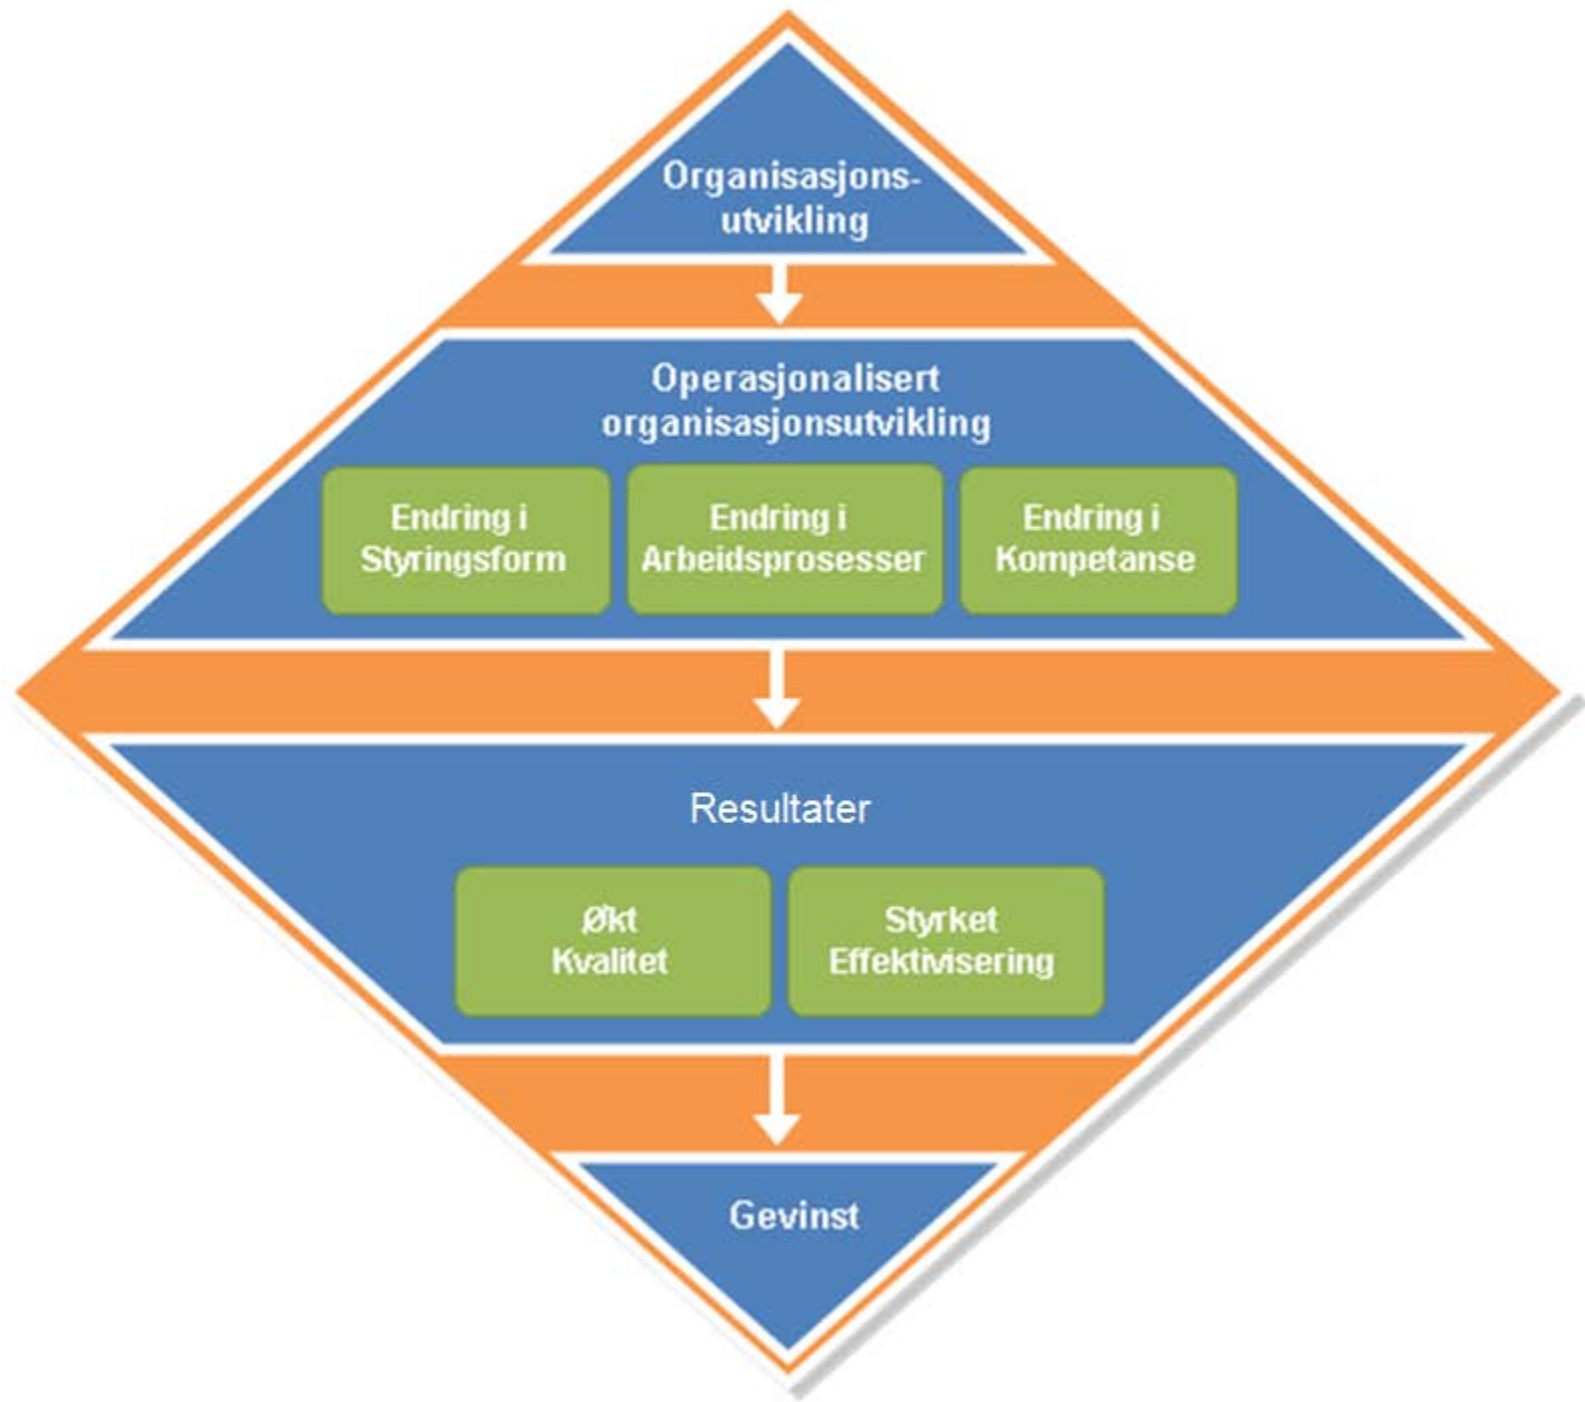 Organisasjons-
utvikling
Operasjonalisert
organisasjonsutvikling
Endring i
Styringsform
Endring i
Arbeidsprosesser
Endring i
Kompetanse
Resultater
Økt
Kvalitet
Styrket
Effektivisering
Gevinst